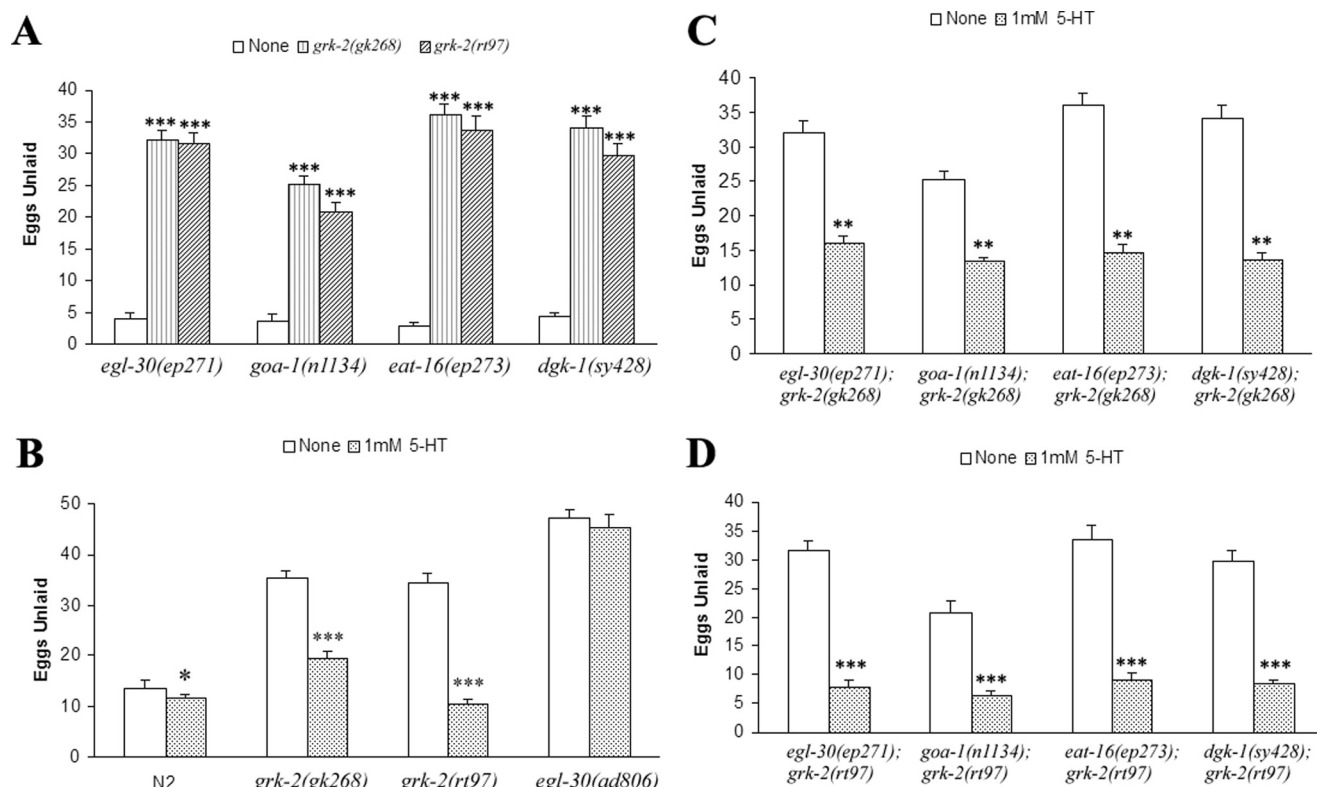 A
None grk-2(gk268) grk-2(rt97)
Eggs Unlaid
40
35
30
25
20
15
10
5
0
*** ***
*** ***
*** ***
*** ***
egl-30(ep271) goa-1(n1134) eat-16(ep273) dgk-1(sy428)
B
None 1mM 5-HT
Eggs Unlaid
50
40
30
20
10
0
*
***
***
N2 grk-2(gk268) grk-2(rt97) egl-30(ad806)
C
None 1mM 5-HT
Eggs Unlaid
40
35
30
25
20
15
10
5
0
** ** ** **
egl-30(ep271); goa-1(n1134); eat-16(ep273); dgk-1(sy428);
grk-2(gk268) grk-2(gk268) grk-2(gk268) grk-2(gk268)
D
None 1mM 5-HT
Eggs Unlaid
40
35
30
25
20
15
10
5
0
*** *** *** ***
egl-30(ep271); goa-1(n1134); eat-16(ep273); dgk-1(sy428);
grk-2(rt97) grk-2(rt97) grk-2(rt97) grk-2(rt97)